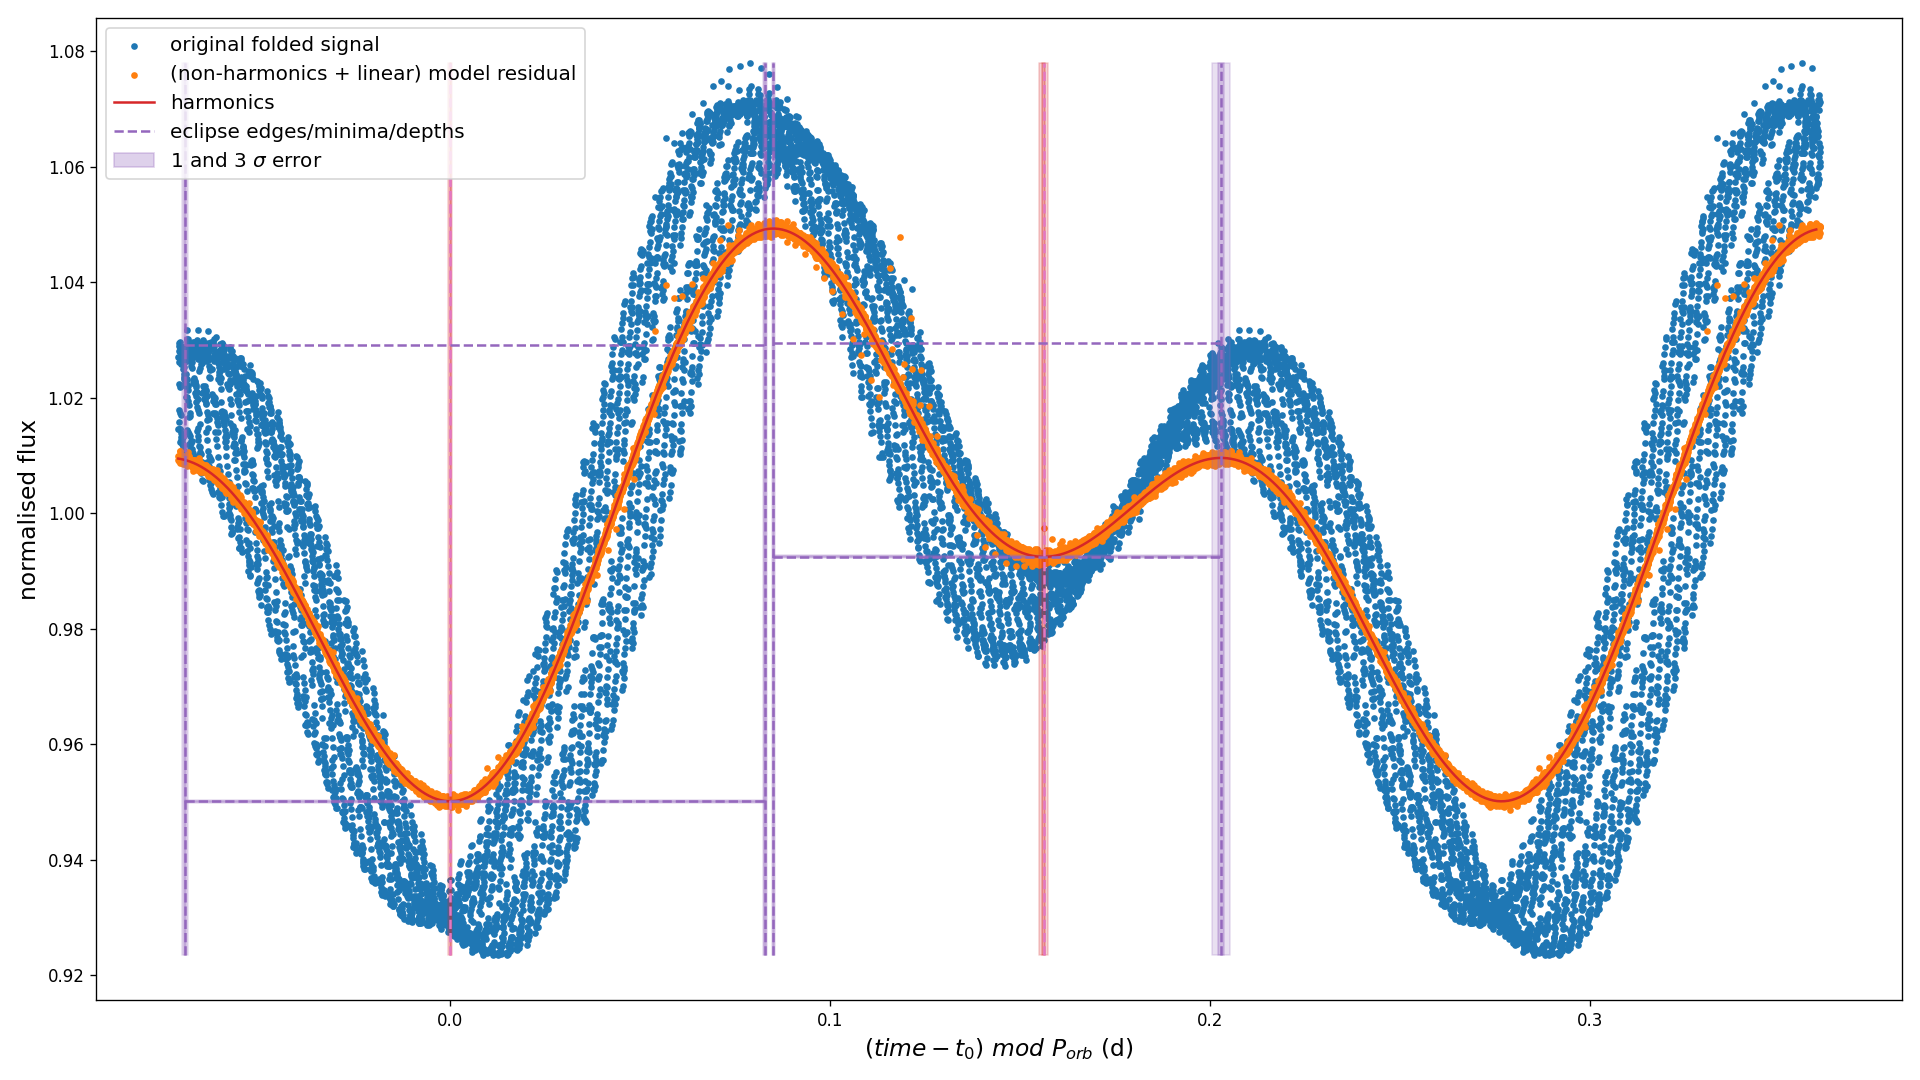 original folded signal
(non-harmonics + linear) model residual
harmonics
eclipse edges/minima/depths
1 and 3 σ error
1.08
1.06
1.04
1.02
1.00
0.98
0.96
0.94
0.92
normalised flux
0.0 0.1 0.2 0.3
(time − t₀) mod Pₒᵣb (d)